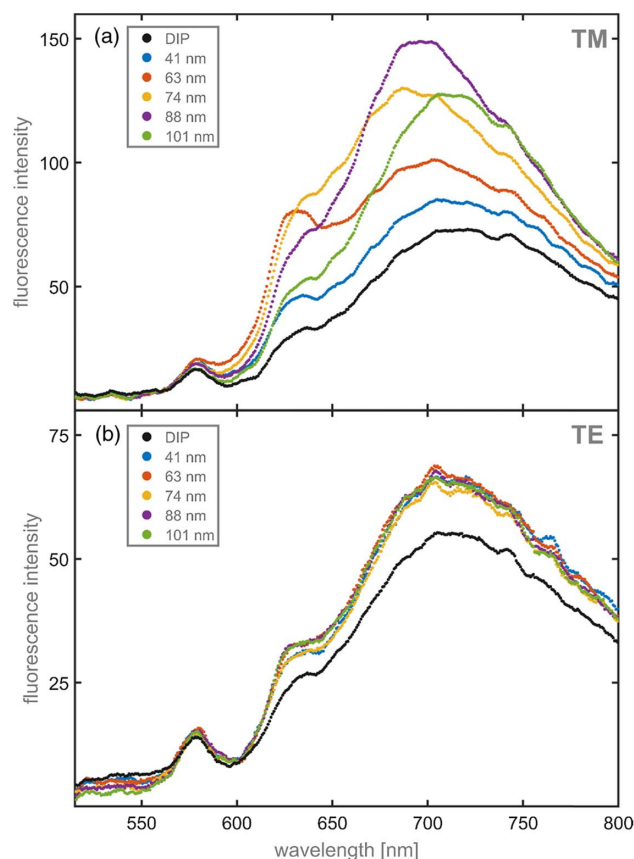 (a)
TM
DIP
41 nm
63 nm
74 nm
88 nm
101 nm
150
100
50
fluorescence intensity
(b)
TE
DIP
41 nm
63 nm
74 nm
88 nm
101 nm
75
50
25
fluorescence intensity
550 600 650 700 750 800
wavelength [nm]